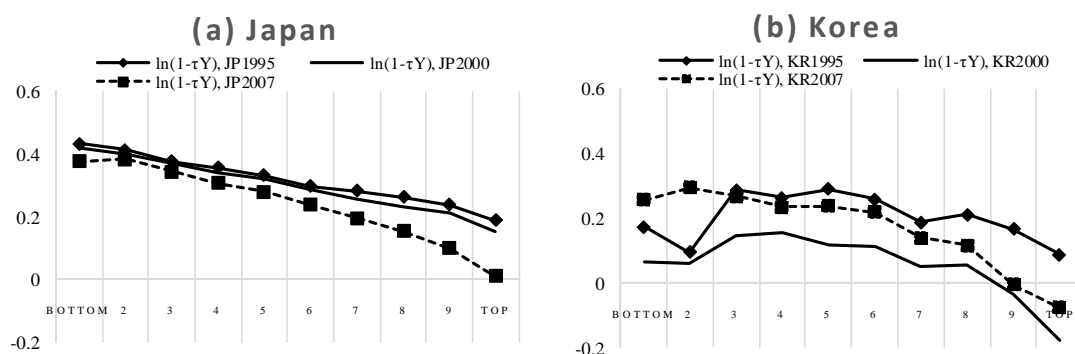 (a) Japan
ln(1-τY), JP1995 ln(1-τY), JP2000
ln(1-τY), JP2007
0.6
0.4
0.2
0
BOTTOM 2 3 4 5 6 7 8 9 TOP
-0.2
(b) Korea
ln(1-τY), KR1995 ln(1-τY), KR2000
ln(1-τY), KR2007
0.6
0.4
0.2
0
BOTTOM 2 3 4 5 6 7 8 9 TOP
-0.2